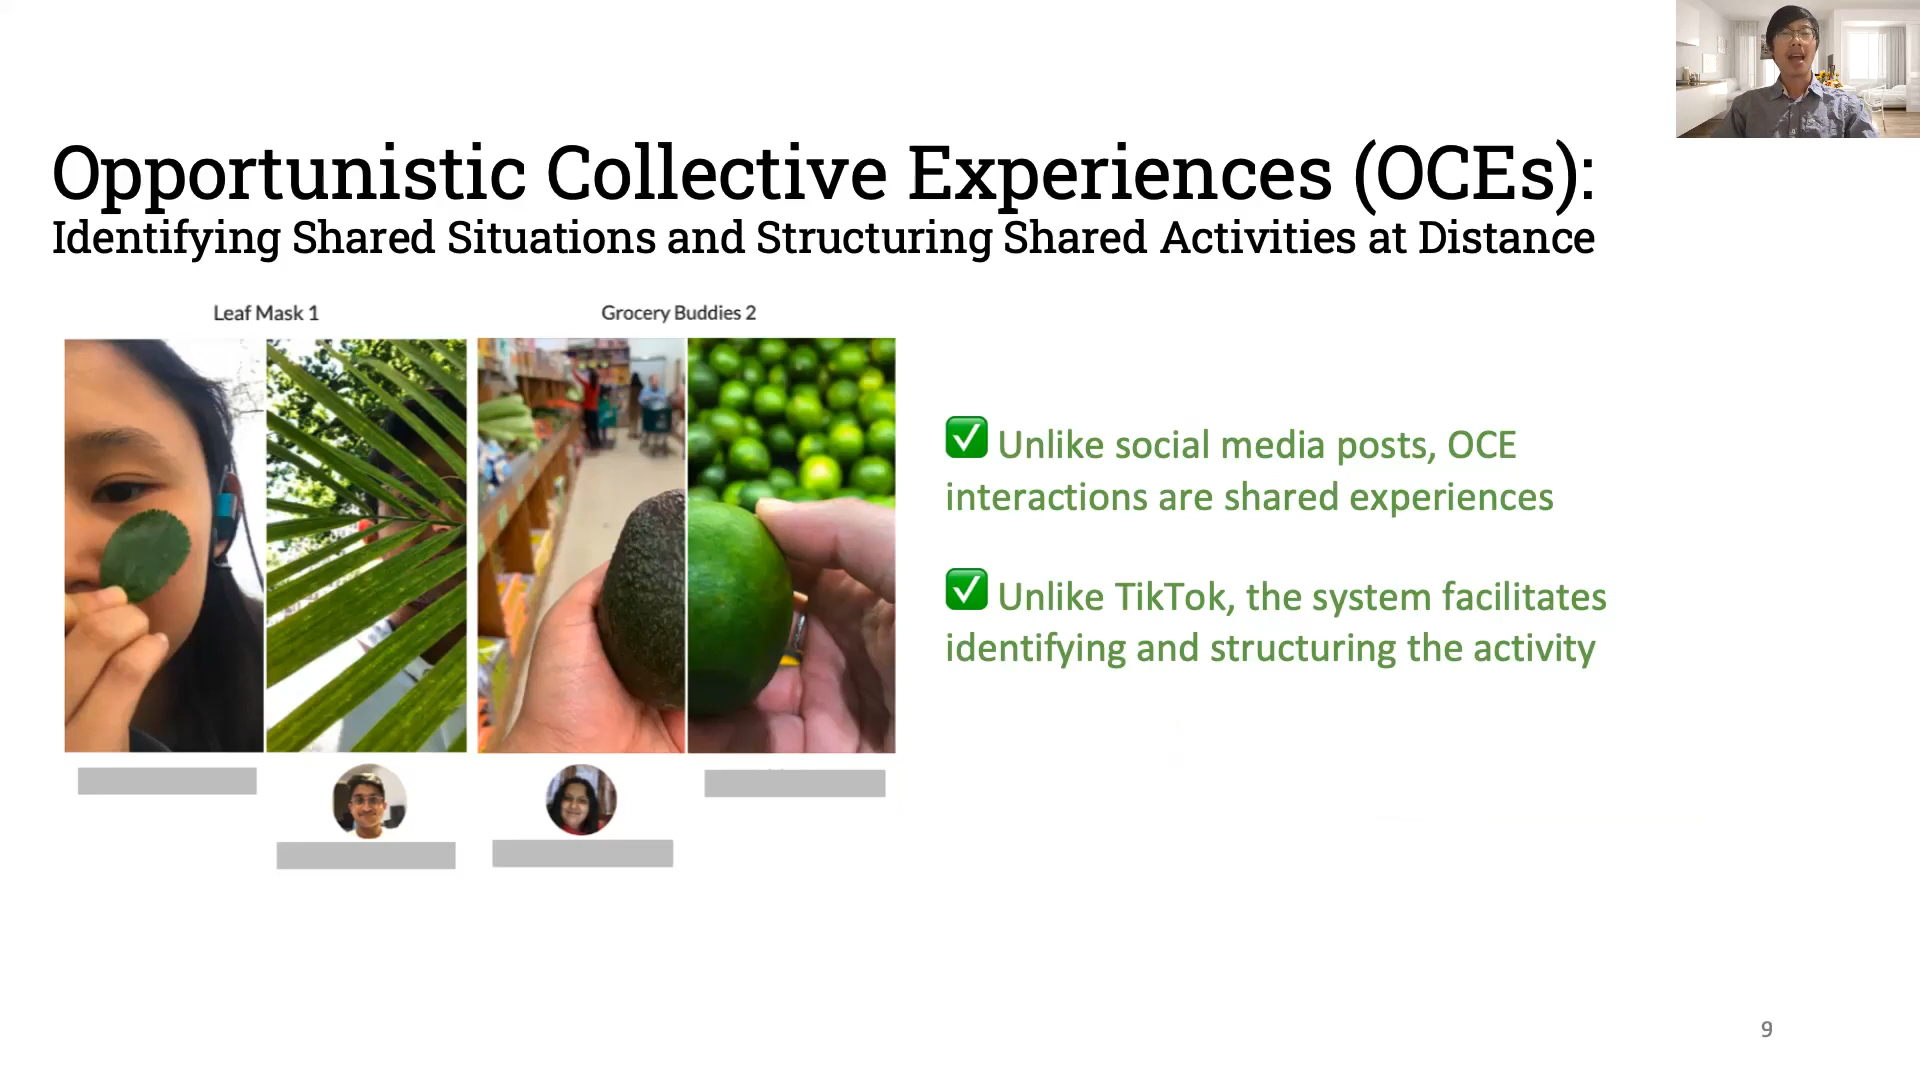 Opportunistic Collective Experiences (OCEs):
Identifying Shared Situations and Structuring Shared Activities at Distance
Leaf Mask 1
Grocery Buddies 2
✅ Unlike social media posts, OCE
interactions are shared experiences
✅ Unlike TikTok, the system facilitates
identifying and structuring the activity
9